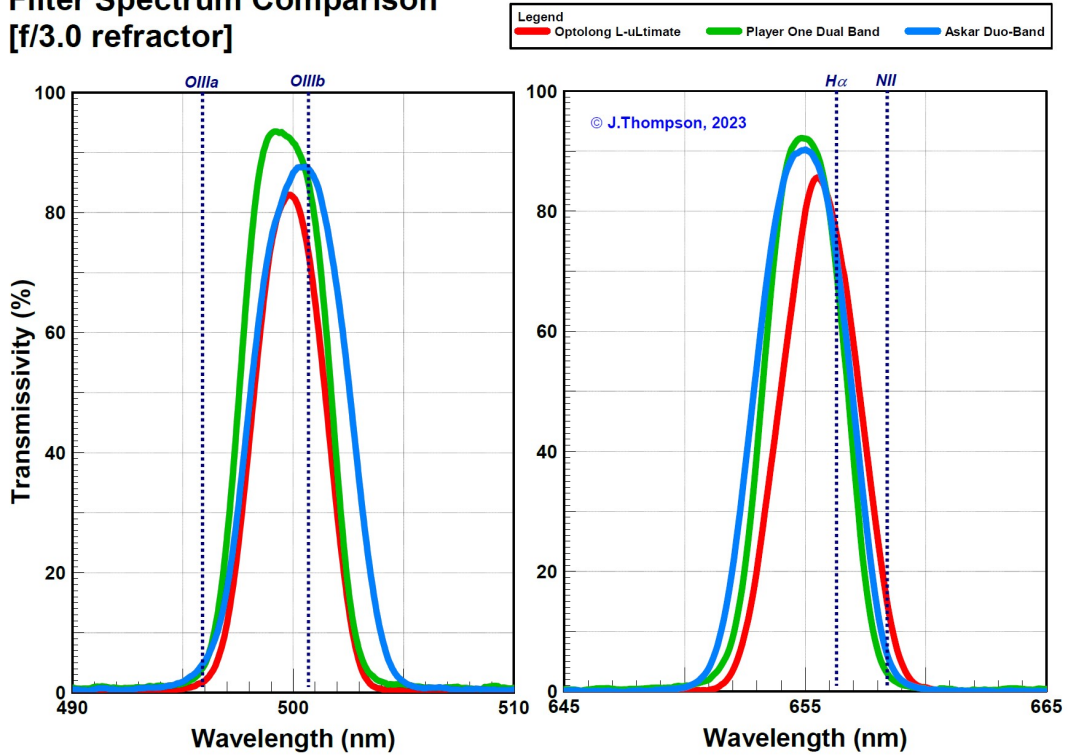 Filter Spectrum Comparison
[f/3.0 refractor]
Legend
Optolong L-uLtimate Player One Dual Band Askar Duo-Band
OIIIa OIIIb
Hα NII
© J.Thompson, 2023
Transmissivity (%)
100
80
60
40
20
0
490 500 510
Wavelength (nm)
100
80
60
40
20
0
645 655 665
Wavelength (nm)